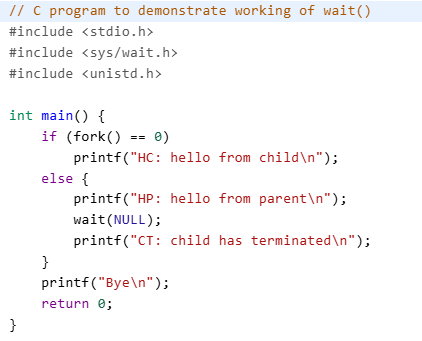 // C program to demonstrate working of wait()
#include <stdio.h>
#include <sys/wait.h>
#include <unistd.h>

int main() {
    if (fork() == 0)
        printf("HC: hello from child\n");
    else {
        printf("HP: hello from parent\n");
        wait(NULL);
        printf("CT: child has terminated\n");
    }
    printf("Bye\n");
    return 0;
}